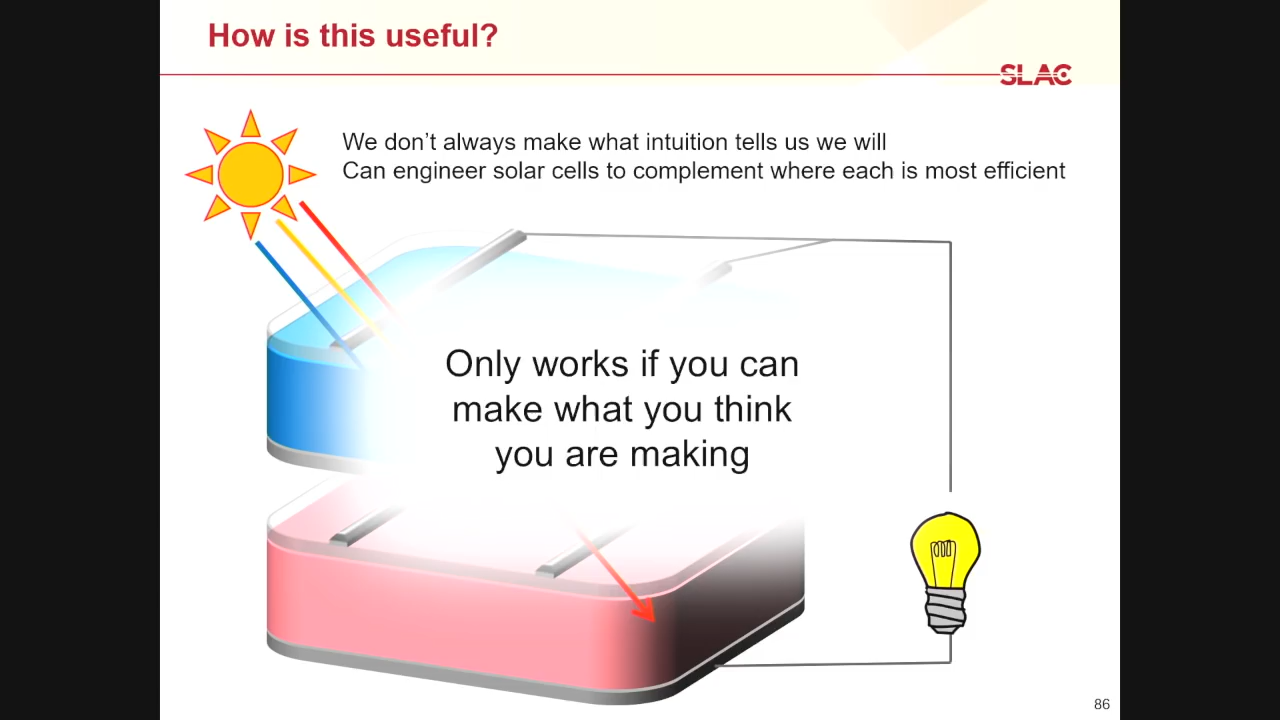 How is this useful?
SLAC
We don't always make what intuition tells us we will
Can engineer solar cells to complement where each is most efficient
Only works if you can
make what you think
you are making
86